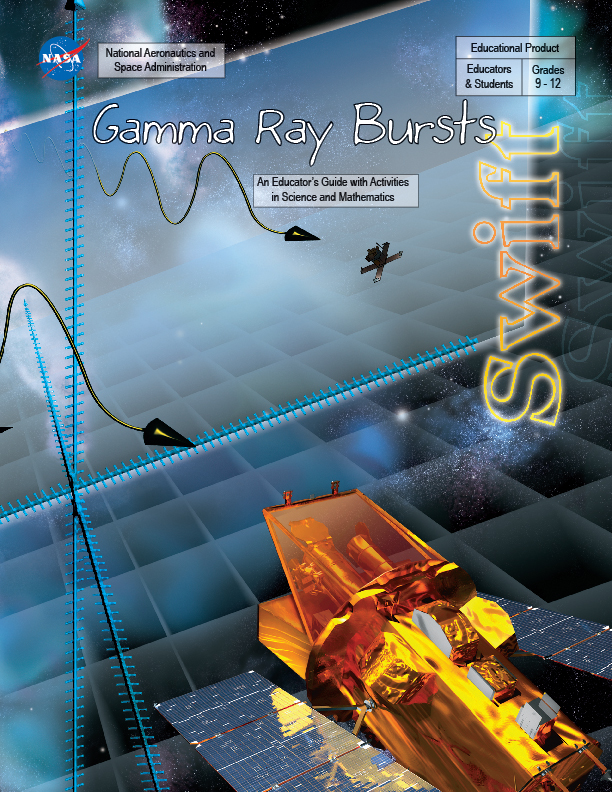 NASA
National Aeronautics and
Space Administration
Educational Product
Educators
& Students
Grades
9 - 12
Gamma Ray Bursts
An Educator's Guide with Activities
in Science and Mathematics
Swift
Swift